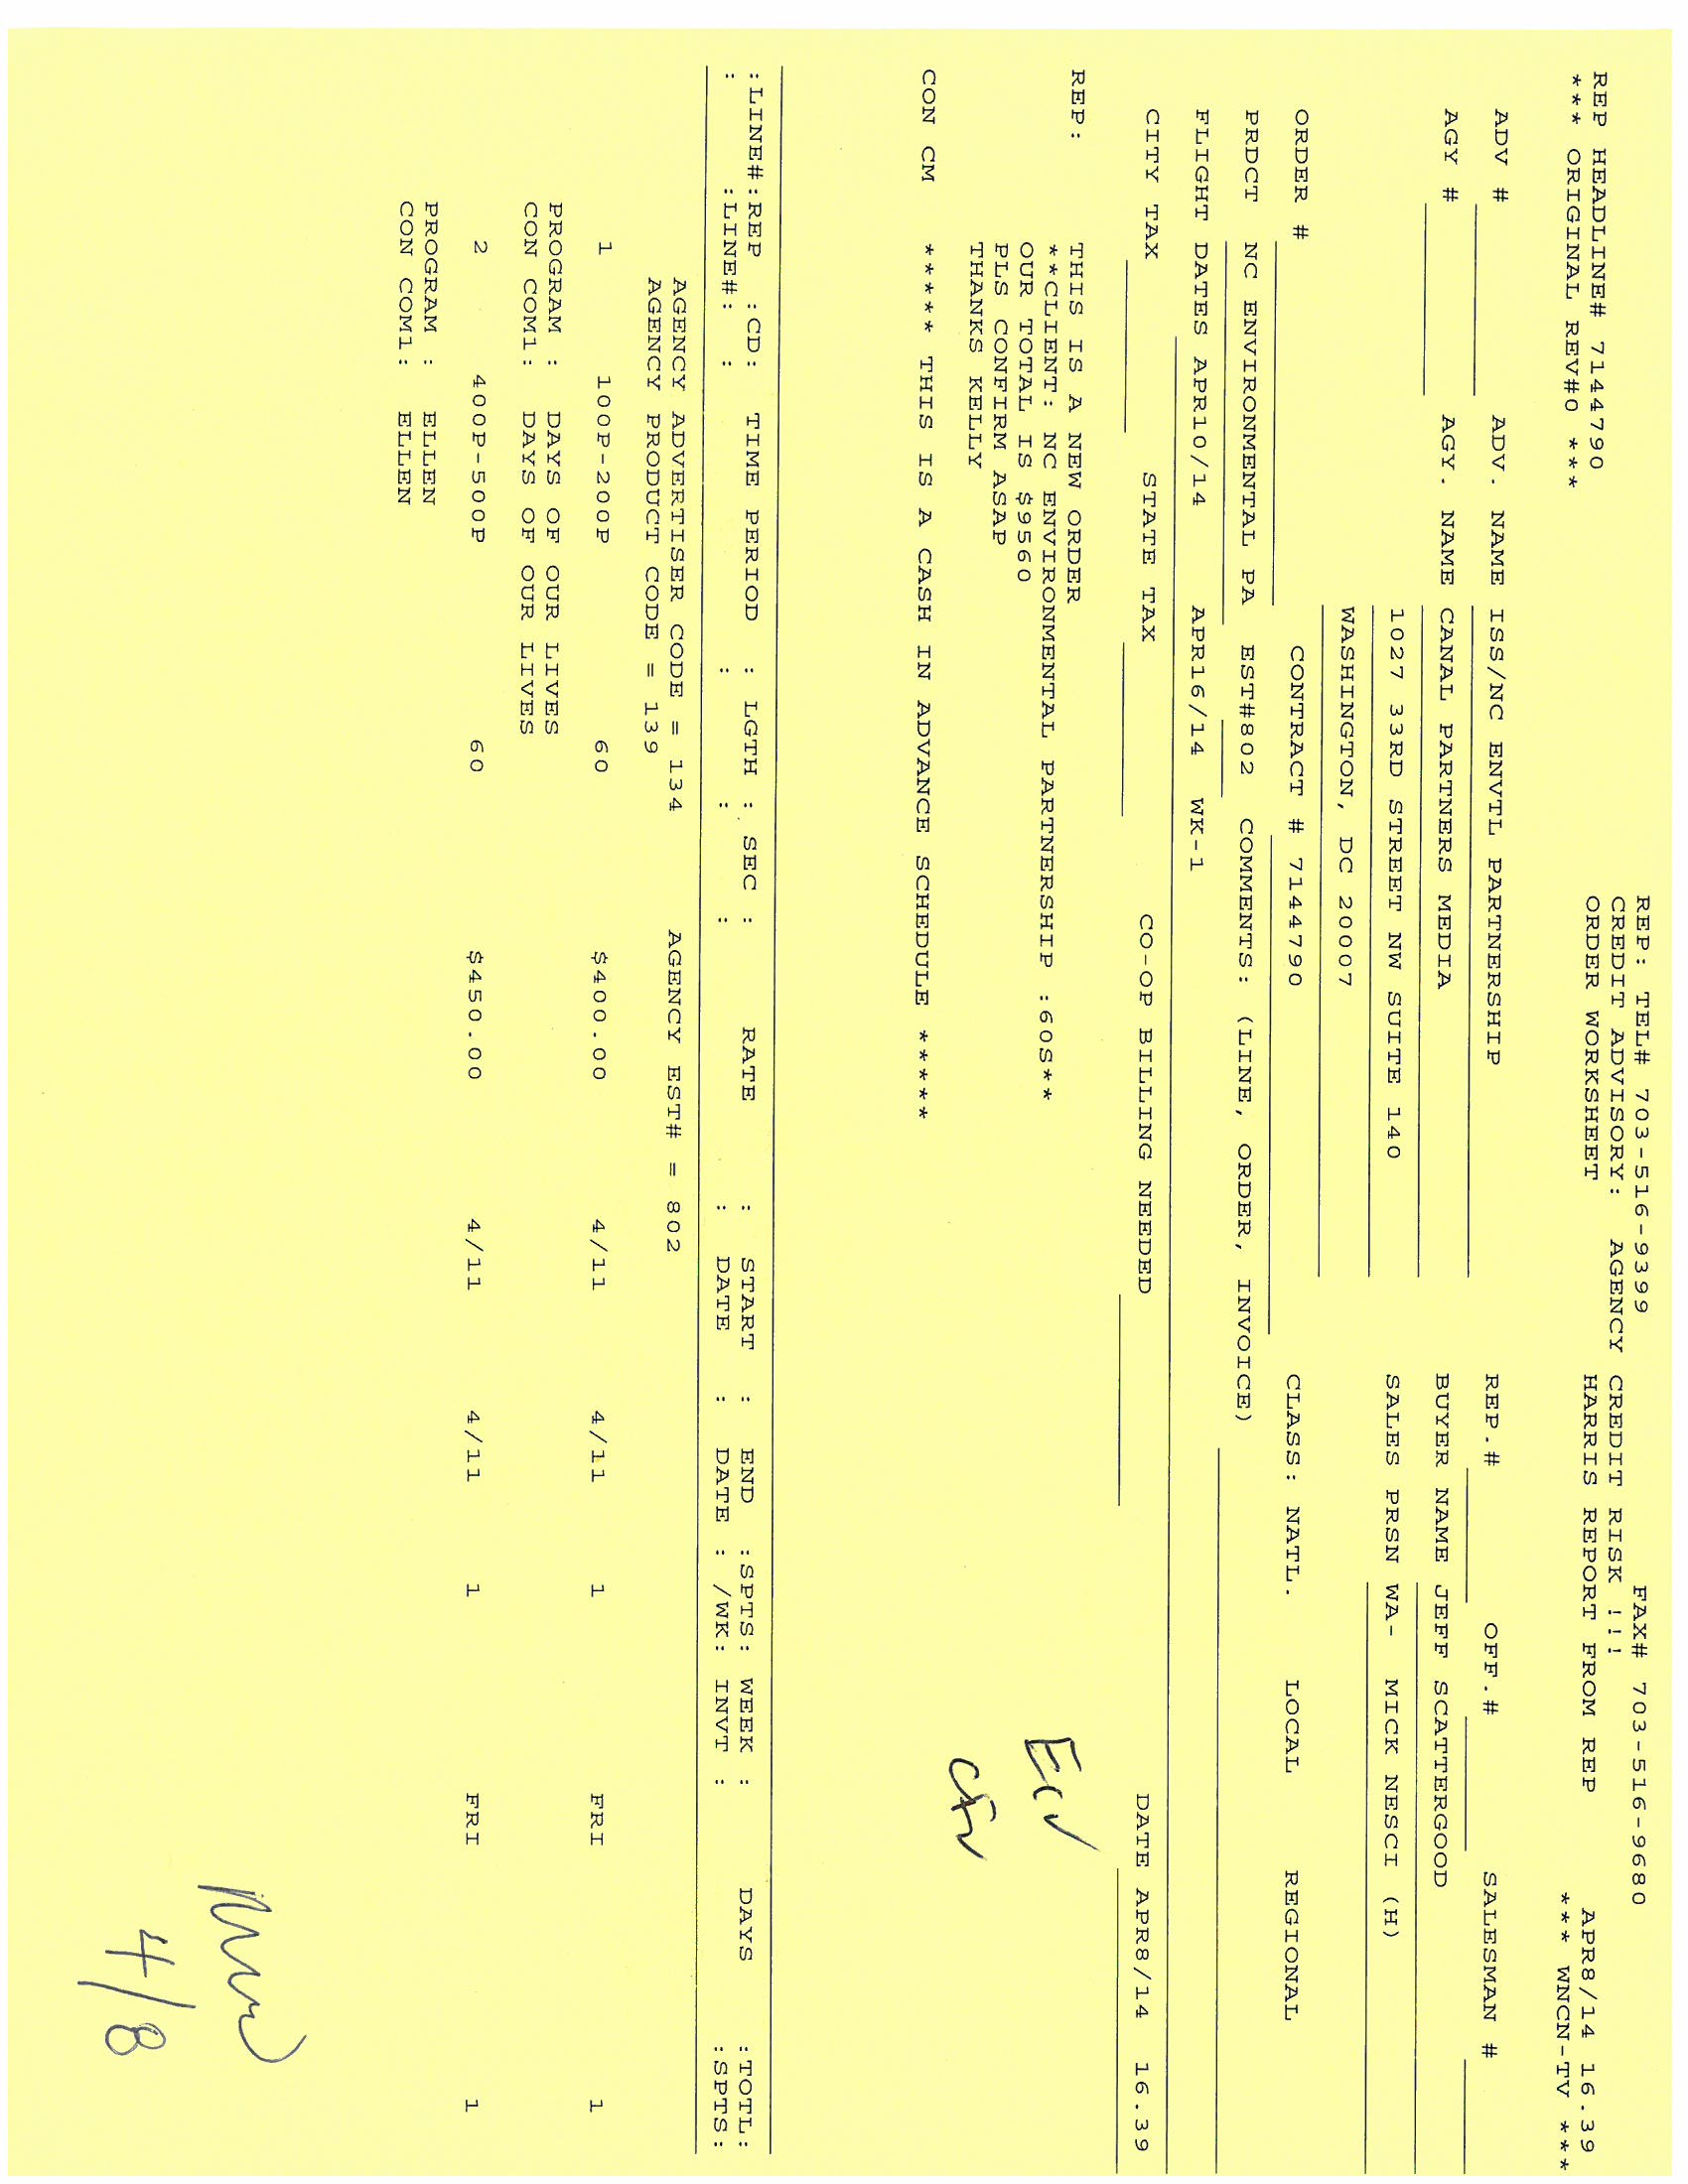 REP: TEL# 703-516-9399 FAX# 703-516-9680
CREDIT ADVISORY: AGENCY CREDIT RISK !!!
ORDER WORKSHEET HARRIS REPORT FROM REP APR8/14 16.39
REP HEADLINE# 7144790
*** ORIGINAL REV#0 *** *** WNCN-TV ***
ADV # ADV. NAME ISS/NC ENVTL PARTNERSHIP REP.# OFF.# SALESMAN #
AGY # AGY. NAME CANAL PARTNERS MEDIA BUYER NAME JEFF SCATTERGOOD
1027 33RD STREET NW SUITE 140 SALES PRSN WA- MICK NESCI (H)
WASHINGTON, DC 20007
ORDER # CONTRACT # 7144790 CLASS: NATL. LOCAL REGIONAL
PRDCT NC ENVIRONMENTAL PA EST#802 COMMENTS: (LINE, ORDER, INVOICE)
FLIGHT DATES APR10/14 APR16/14 WK-1
CITY TAX STATE TAX CO-OP BILLING NEEDED DATE APR8/14 16.39
REP: THIS IS A NEW ORDER
**CLIENT: NC ENVIRONMENTAL PARTNERSHIP :60S**
OUR TOTAL IS $9560
PLS CONFIRM ASAP
THANKS KELLY
CON CM ***** THIS IS A CASH IN ADVANCE SCHEDULE *****
:LINE#:REP :CD: TIME PERIOD : LGTH : SEC : RATE : START : END :SPTS: WEEK : DAYS :TOTL:
: :LINE#: : : : : : DATE : DATE : /WK: INVT : :SPTS:
AGENCY ADVERTISER CODE = 134 AGENCY EST# = 802
AGENCY PRODUCT CODE = 139
1 100P-200P 60 $400.00 4/11 4/11 1 FRI 1
PROGRAM : DAYS OF OUR LIVES
CON COM1: DAYS OF OUR LIVES
2 400P-500P 60 $450.00 4/11 4/11 1 FRI 1
PROGRAM : ELLEN
CON COM1: ELLEN
4/8